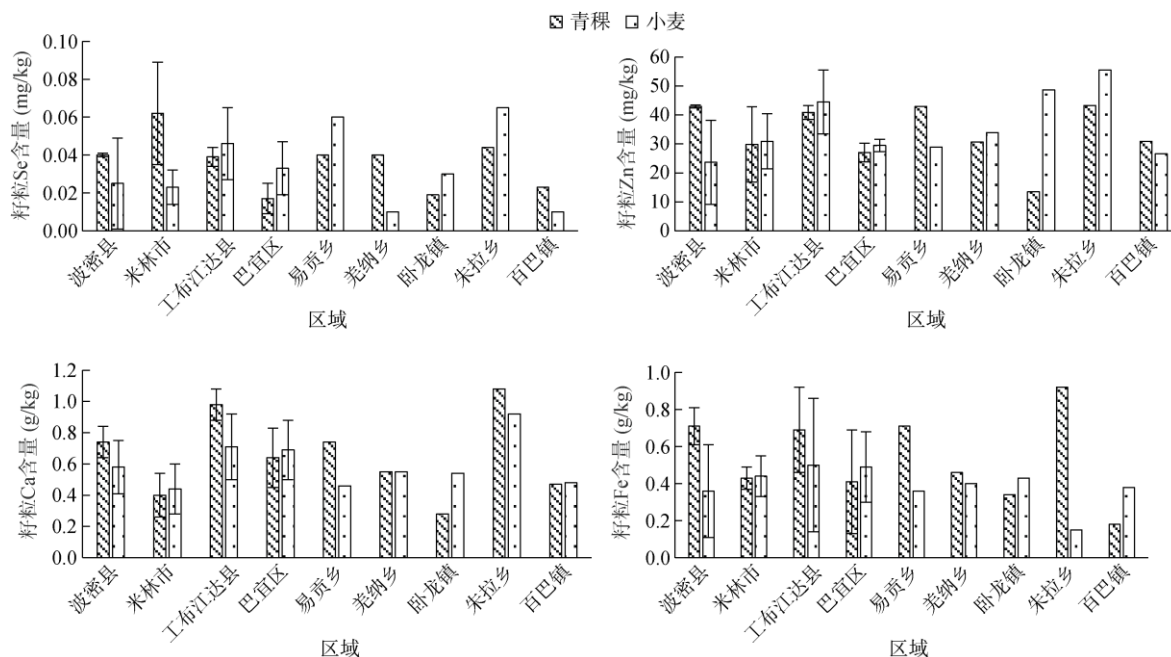 青稞 小麦
籽粒Se含量 (mg/kg)
0.10
0.08
0.06
0.04
0.02
0.00
波密县
米林市
工布江达县
巴宜区
易贡乡
羌纳乡
卧龙镇
朱拉乡
百巴镇
区域
籽粒Zn含量 (mg/kg)
60
50
40
30
20
10
0
波密县
米林市
工布江达县
巴宜区
易贡乡
羌纳乡
卧龙镇
朱拉乡
百巴镇
区域
籽粒Ca含量 (g/kg)
1.2
1.0
0.8
0.6
0.4
0.2
0.0
波密县
米林市
工布江达县
巴宜区
易贡乡
羌纳乡
卧龙镇
朱拉乡
百巴镇
区域
籽粒Fe含量 (g/kg)
1.0
0.8
0.6
0.4
0.2
0.0
波密县
米林市
工布江达县
巴宜区
易贡乡
羌纳乡
卧龙镇
朱拉乡
百巴镇
区域